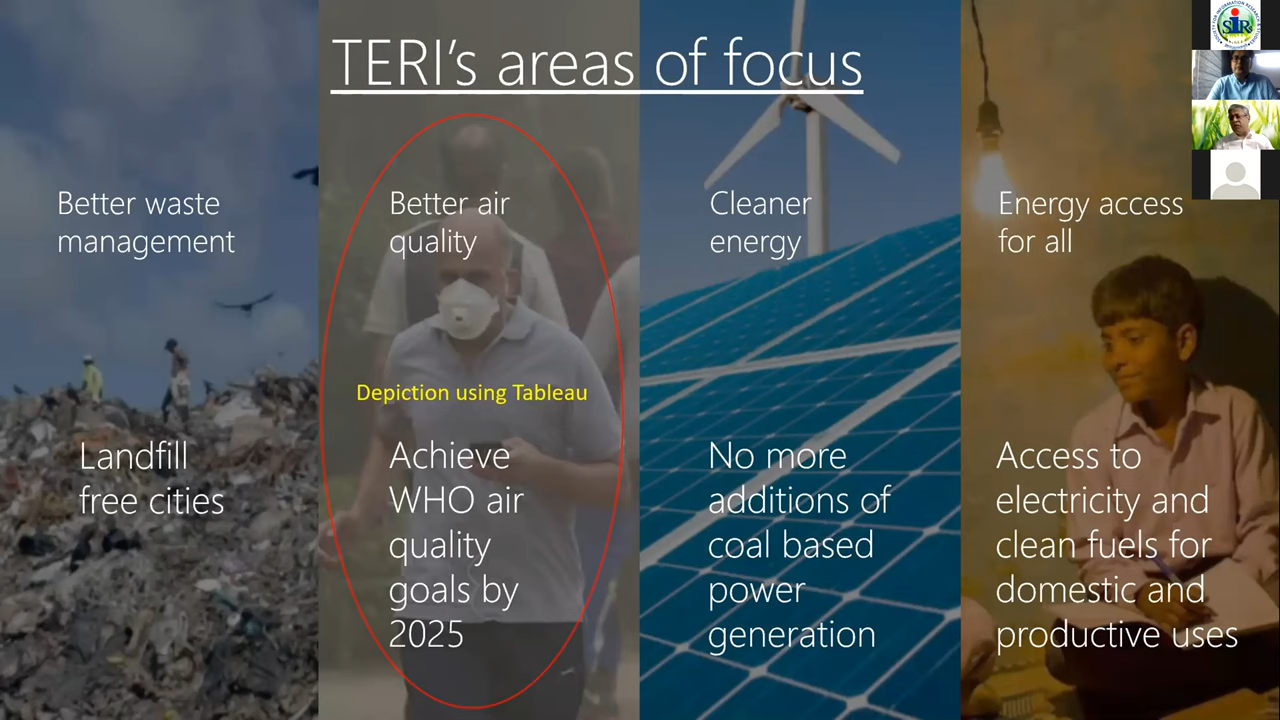 TERI's areas of focus
Better waste
management
Landfill
free cities
Better air
quality
Depiction using Tableau
Achieve
WHO air
quality
goals by
2025
Cleaner
energy
No more
additions of
coal based
power
generation
Energy access
for all
Access to
electricity and
clean fuels for
domestic and
productive uses